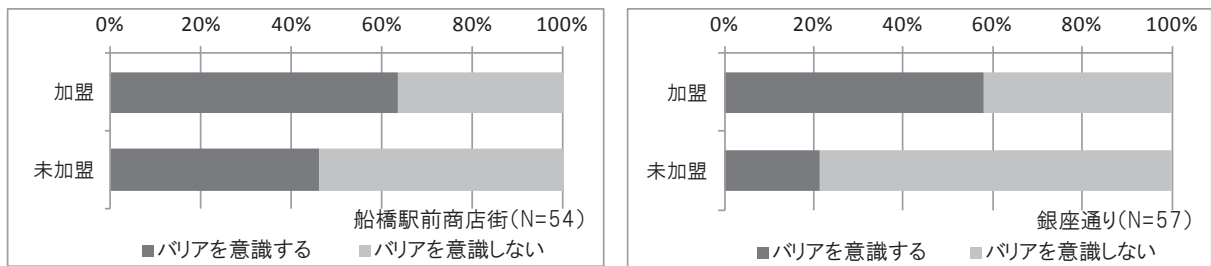 0% 20% 40% 60% 80% 100%
加盟
未加盟
船橋駅前商店街(N=54)
■バリアを意識する ■バリアを意識しない
0% 20% 40% 60% 80% 100%
加盟
未加盟
銀座通り(N=57)
■バリアを意識する ■バリアを意識しない